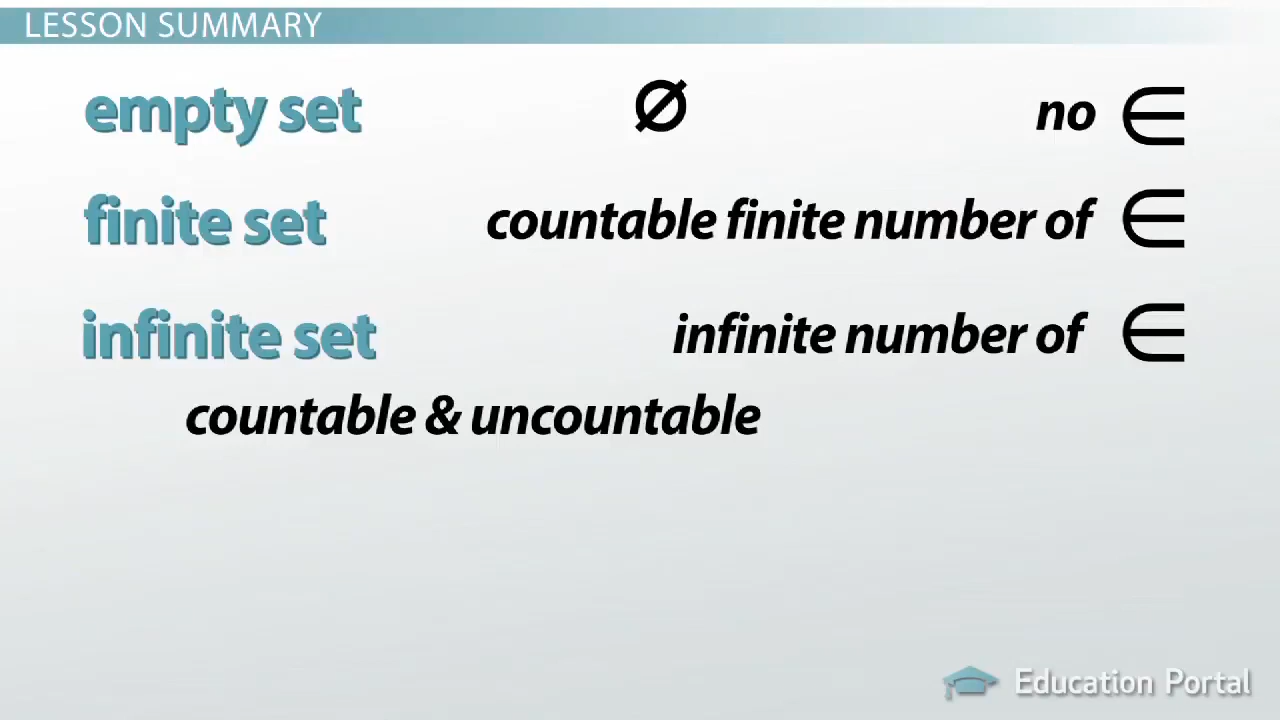 LESSON SUMMARY
empty set ∅ no ∈
finite set countable finite number of ∈
infinite set infinite number of ∈
countable & uncountable
Education Portal